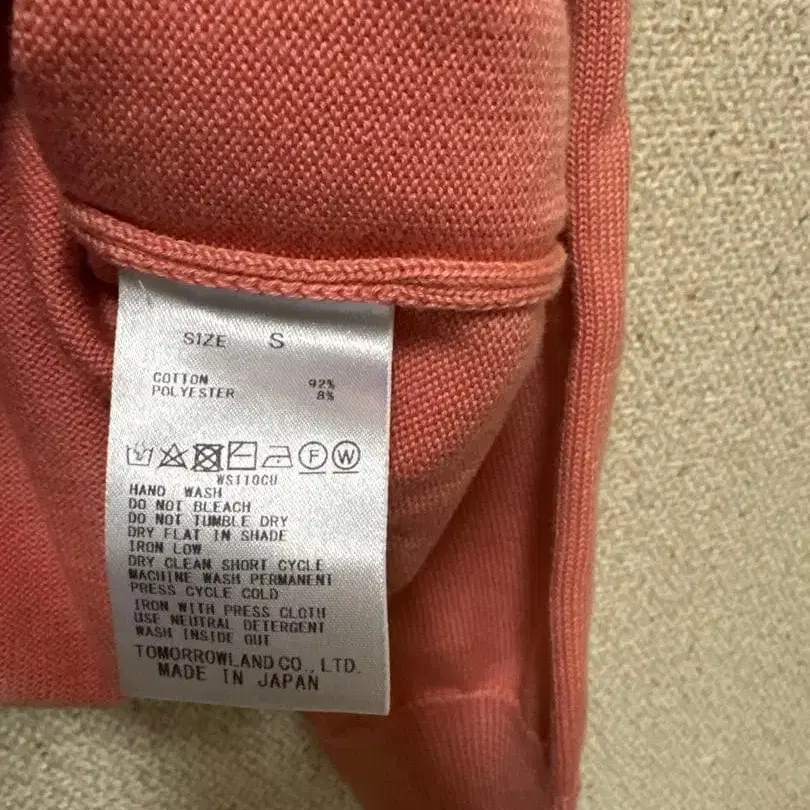 SIZE S
COTTON 92%
POLYESTER 8%
F W
WS110CU
HAND WASH
DO NOT BLEACH
DO NOT TUMBLE DRY
DRY FLAT IN SHADE
IRON LOW
DRY CLEAN SHORT CYCLE
MACHINE WASH PERMANENT
PRESS CYCLE COLD
IRON WITH PRESS CLOTH
USE NEUTRAL DETERGENT
WASH INSIDE OUT
TOMORROWLAND CO., LTD.
MADE IN JAPAN